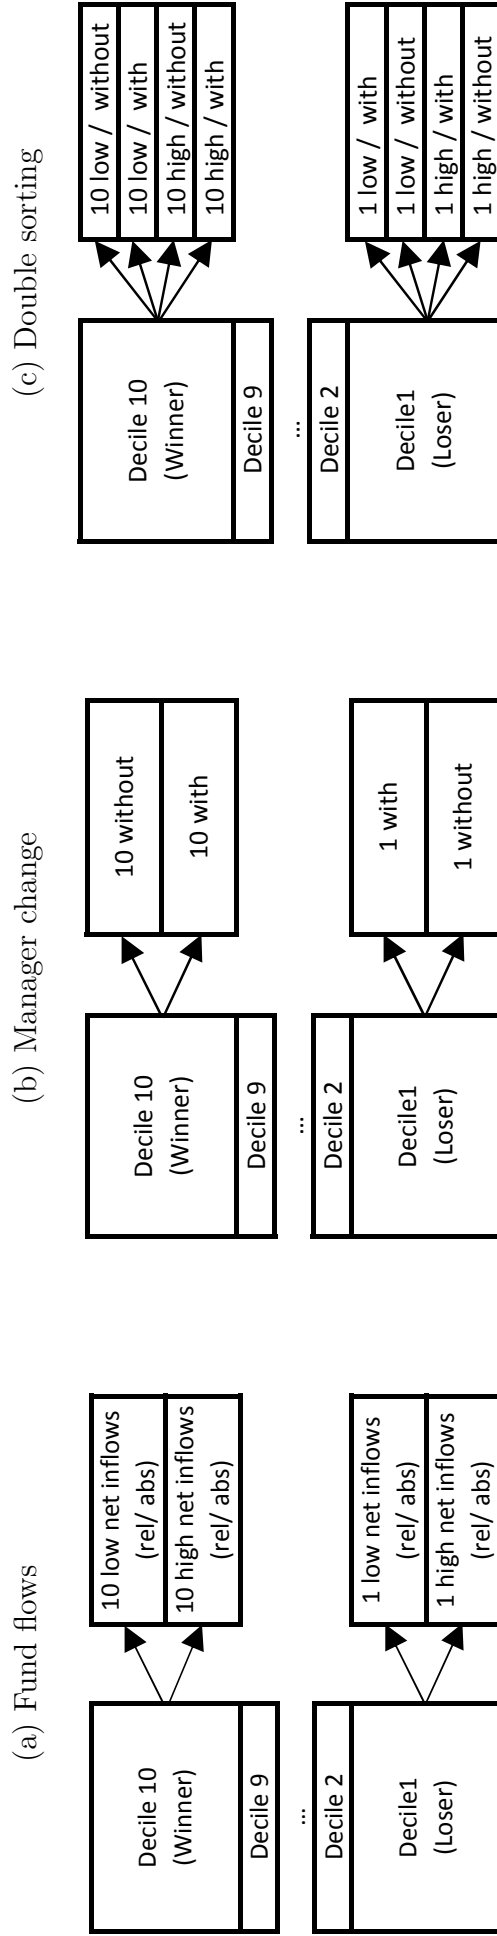 (a) Fund flows
Decile 10
(Winner)
Decile 9
...
Decile 2
Decile1
(Loser)
10 low net inflows
(rel/ abs)
10 high net inflows
(rel/ abs)
1 low net inflows
(rel/ abs)
1 high net inflows
(rel/ abs)
(b) Manager change
Decile 10
(Winner)
Decile 9
...
Decile 2
Decile1
(Loser)
10 without
10 with
1 with
1 without
(c) Double sorting
Decile 10
(Winner)
Decile 9
...
Decile 2
Decile1
(Loser)
10 low / without
10 low / with
10 high / without
10 high / with
1 low / with
1 low / without
1 high / with
1 high / without